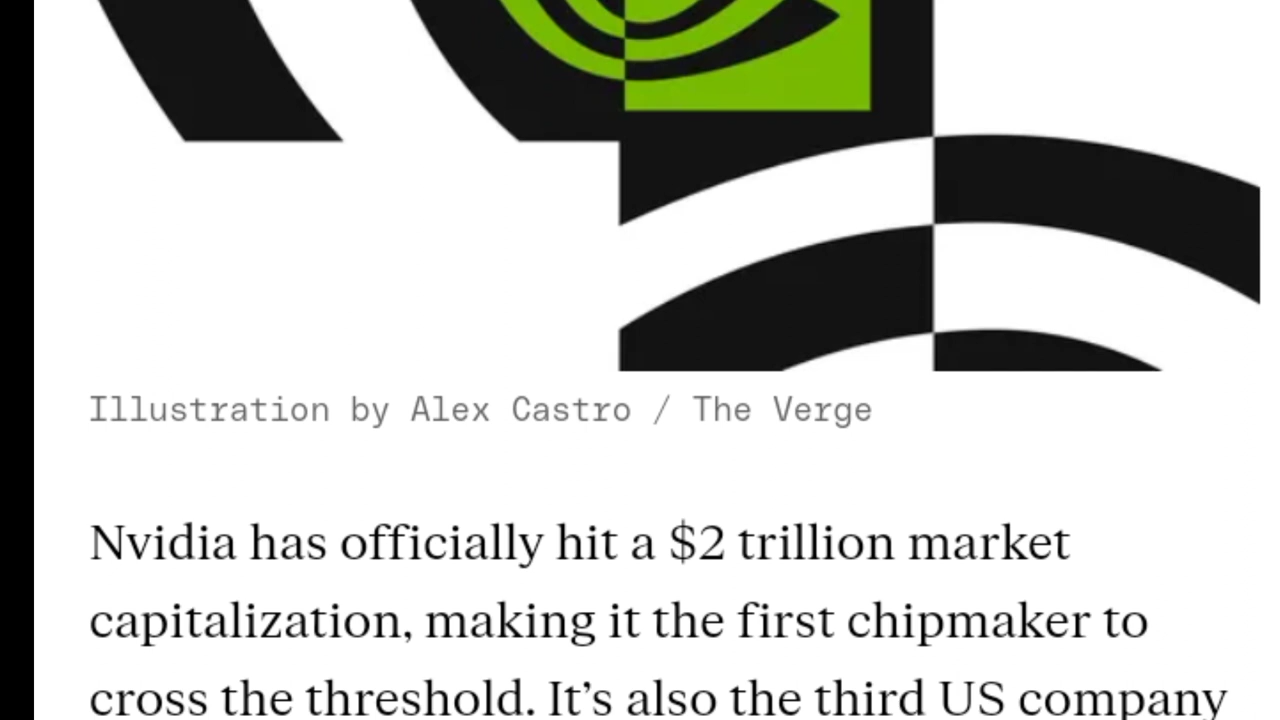 Illustration by Alex Castro / The Verge
Nvidia has officially hit a $2 trillion market
capitalization, making it the first chipmaker to
cross the threshold. It’s also the third US company